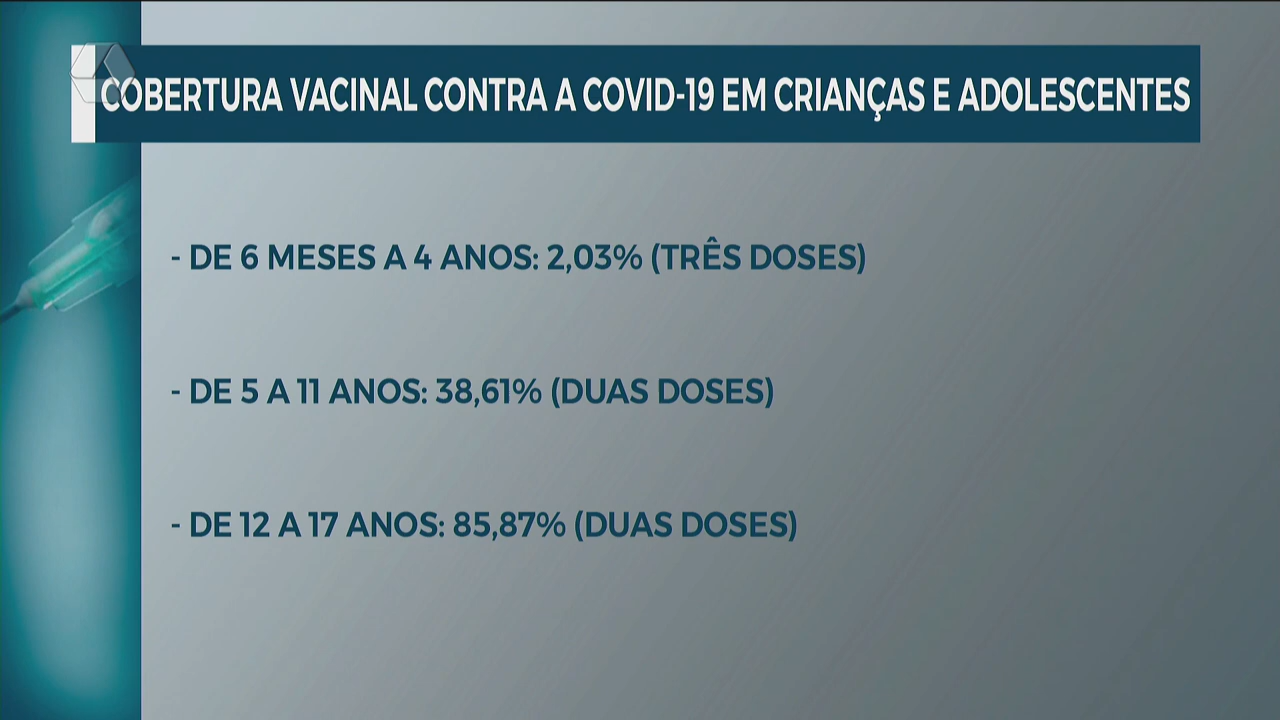 COBERTURA VACINAL CONTRA A COVID-19 EM CRIANÇAS E ADOLESCENTES
- DE 6 MESES A 4 ANOS: 2,03% (TRÊS DOSES)
- DE 5 A 11 ANOS: 38,61% (DUAS DOSES)
- DE 12 A 17 ANOS: 85,87% (DUAS DOSES)